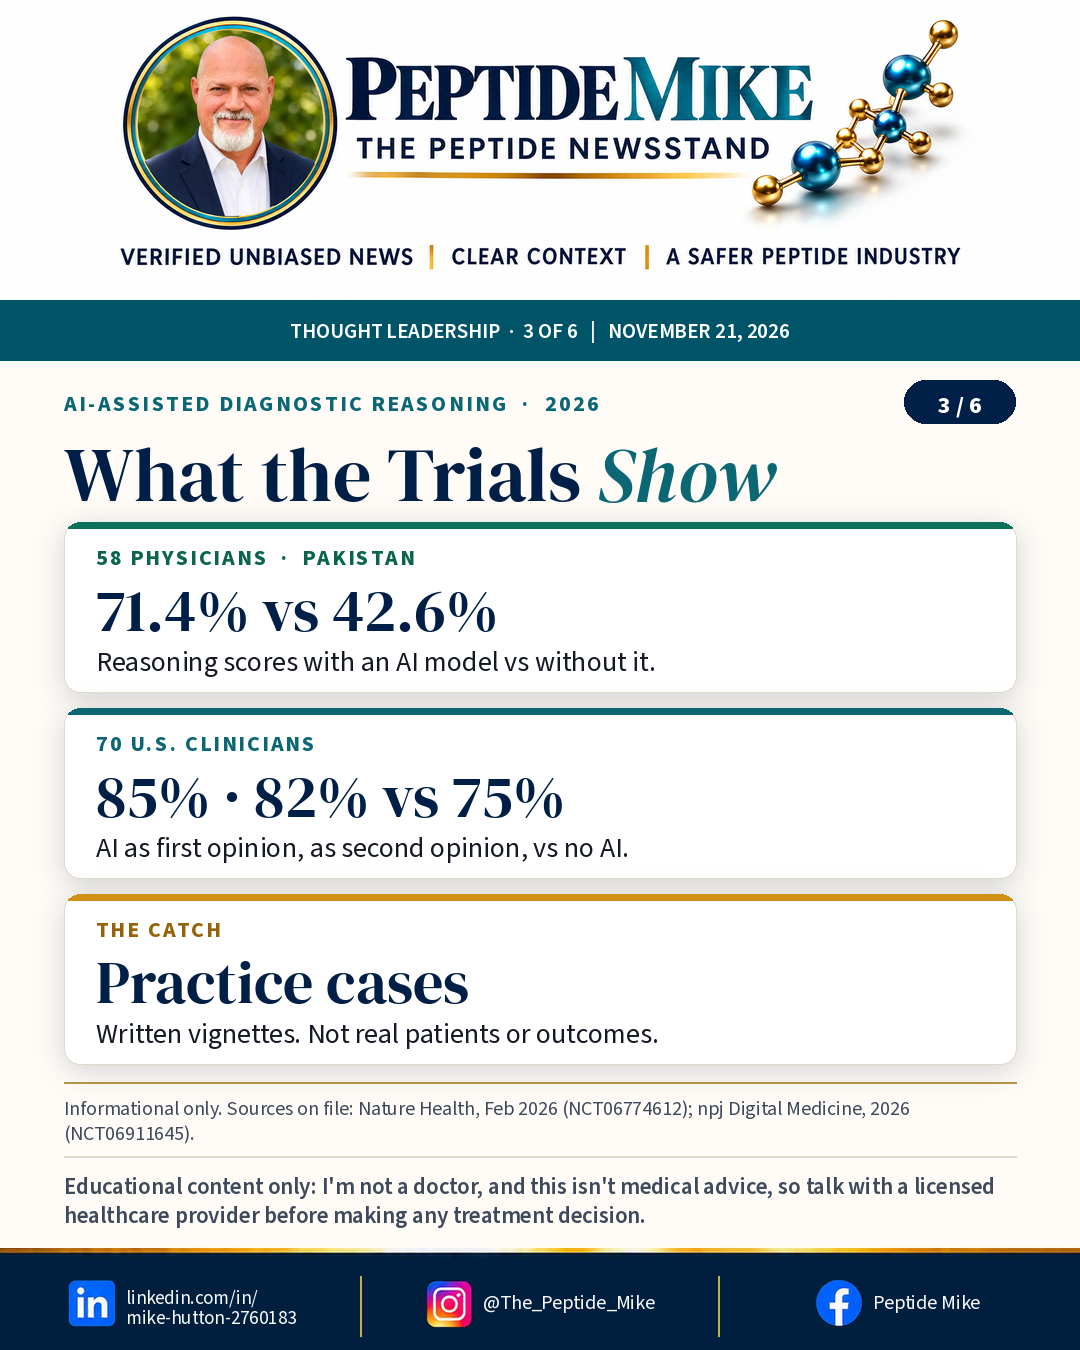 PEPTIDEMIKE
THE PEPTIDE NEWSSTAND
VERIFIED UNBIASED NEWS | CLEAR CONTEXT | A SAFER PEPTIDE INDUSTRY
THOUGHT LEADERSHIP · 3 OF 6 | NOVEMBER 21, 2026
AI-ASSISTED DIAGNOSTIC REASONING · 2026
3 / 6
What the Trials Show
58 PHYSICIANS · PAKISTAN
71.4% vs 42.6%
Reasoning scores with an AI model vs without it.
70 U.S. CLINICIANS
85% · 82% vs 75%
AI as first opinion, as second opinion, vs no AI.
THE CATCH
Practice cases
Written vignettes. Not real patients or outcomes.
Informational only. Sources on file: Nature Health, Feb 2026 (NCT06774612); npj Digital Medicine, 2026
(NCT06911645).
Educational content only: I'm not a doctor, and this isn't medical advice, so talk with a licensed
healthcare provider before making any treatment decision.
linkedin.com/in/
mike-hutton-2760183
@The_Peptide_Mike
Peptide Mike